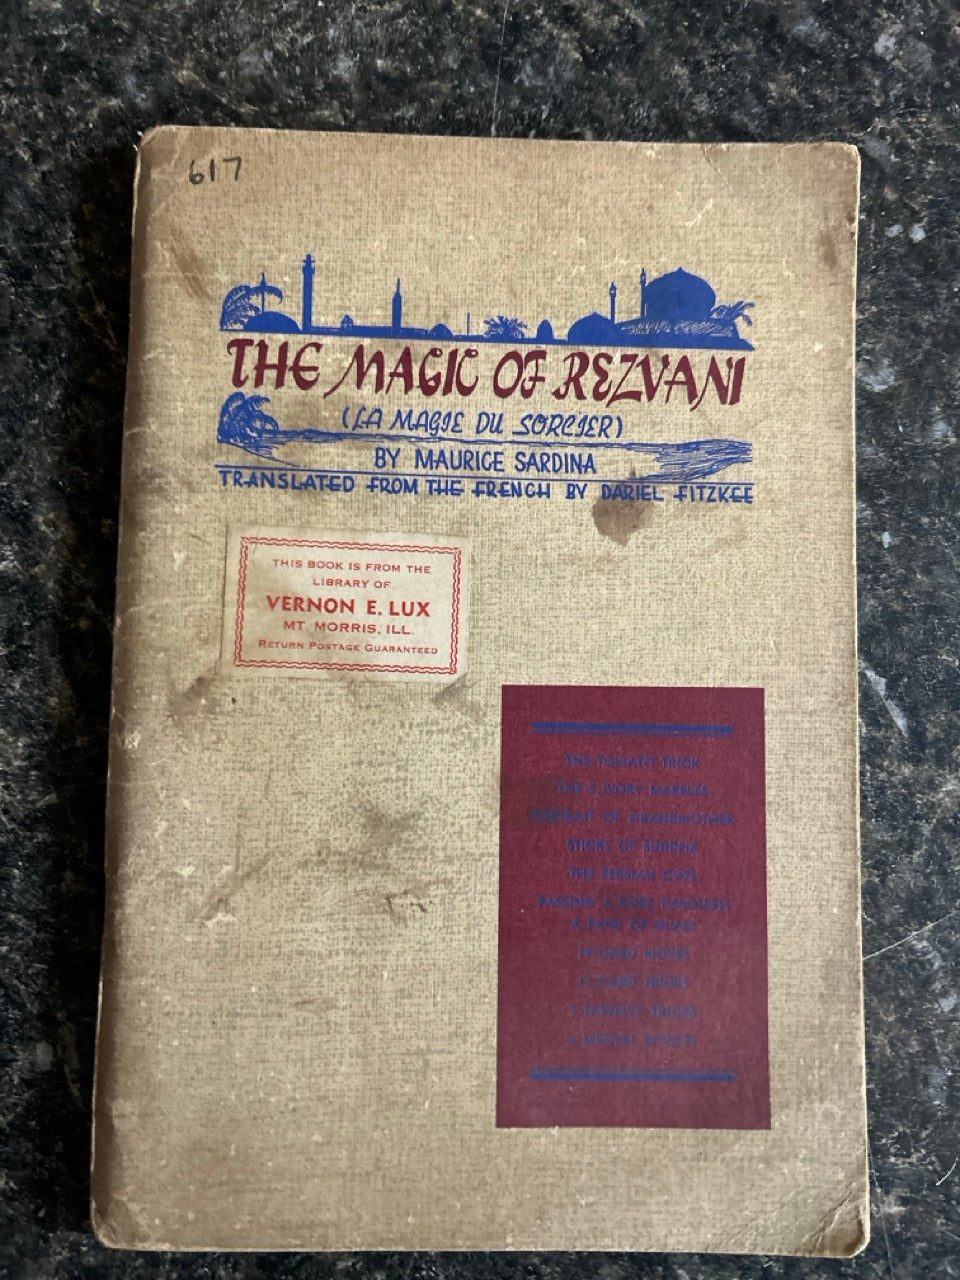 617
THE MAGIC OF REZVANI
(LA MAGIE DU SORCIER)
BY MAURICE SARDINA
TRANSLATED FROM THE FRENCH BY DARIEL FITZKEE
THIS BOOK IS FROM THE
LIBRARY OF
VERNON E. LUX
MT. MORRIS, ILL.
RETURN POSTAGE GUARANTEED
THE TOMATO TRICK
THE 5 IVORY MARBLES
PORTRAIT OF GRANDMOTHER
STICKS OF BUDDHA
THE PERSIAN CUPS
PASSING A ROPE THROUGH
A PANE OF GLASS
CARD MOVES
CARD TRICKS
NOVELTY TRICKS
MENTAL EFFECTS